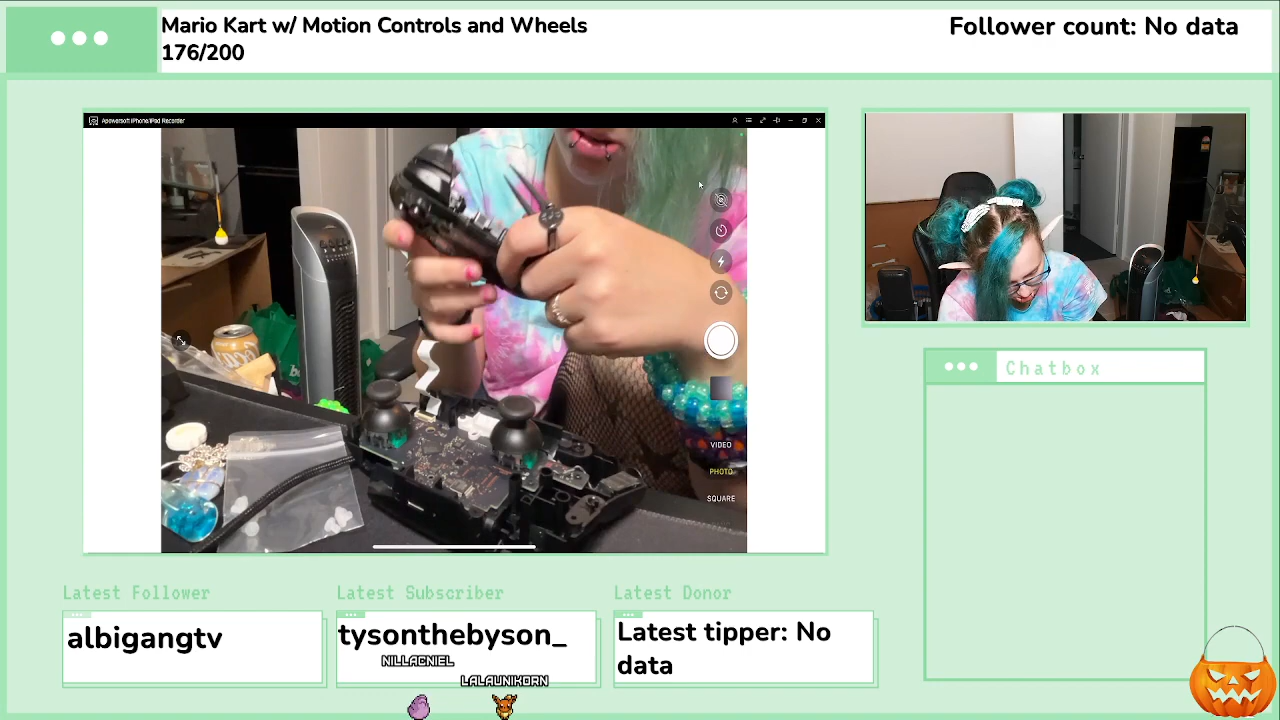 Mario Kart w/ Motion Controls and Wheels
176/200
Follower count: No data
Apowersoft iPhone/iPad Recorder
VIDEO
PHOTO
SQUARE
Chatbox
Latest Follower
albigangtv
Latest Subscriber
tysonthebyson_
Latest Donor
Latest tipper: No
data
NILLACNIEL
LALAUNIKORN